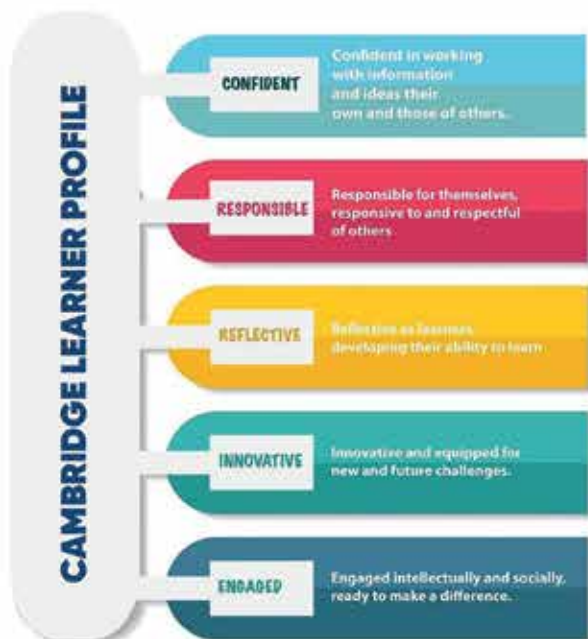 CAMBRIDGE LEARNER PROFILE
CONFIDENT
Confident in working
with information
and ideas their
own and those of others.
RESPONSIBLE
Responsible for themselves,
responsive to and respectful
of others
REFLECTIVE
Reflective as learners,
developing their ability to learn
INNOVATIVE
Innovative and equipped for
new and future challenges.
ENGAGED
Engaged intellectually and socially,
ready to make a difference.